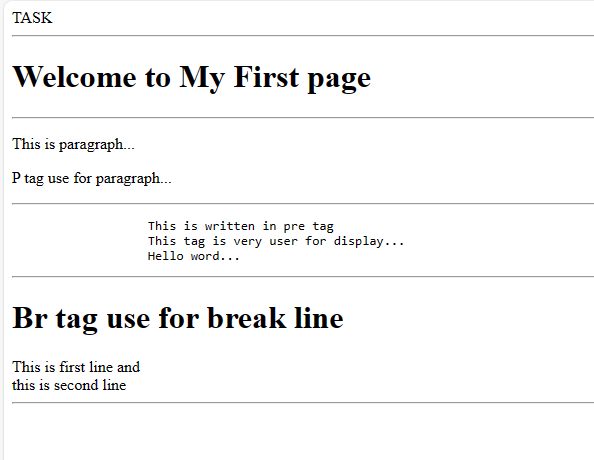 TASK
Welcome to My First page
This is paragraph...
P tag use for paragraph...
This is written in pre tag
This tag is very user for display...
Hello word...
Br tag use for break line
This is first line and
this is second line